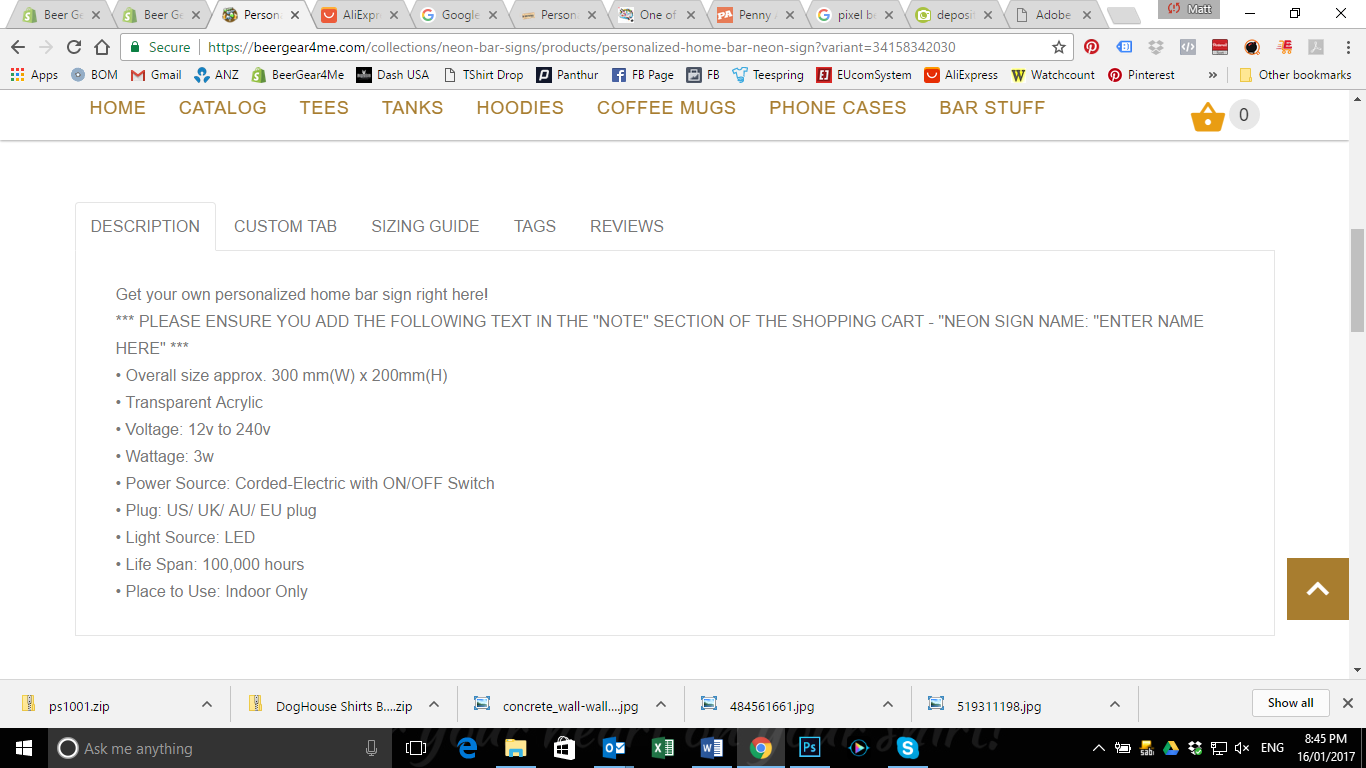 Beer Ge
Beer Ge
Person
AliExpr
Google
Person
One of
Penny A
pixel be
deposit
Adobe
Matt
Secure
https://beergear4me.com/collections/neon-bar-signs/products/personalized-home-bar-neon-sign?variant=34158342030
Apps BOM Gmail ANZ BeerGear4Me Dash USA TShirt Drop Panthur FB Page FB Teespring EUcomSystem AliExpress Watchcount Pinterest » Other bookmarks
HOME CATALOG TEES TANKS HOODIES COFFEE MUGS PHONE CASES BAR STUFF
0
DESCRIPTION CUSTOM TAB SIZING GUIDE TAGS REVIEWS
Get your own personalized home bar sign right here!
*** PLEASE ENSURE YOU ADD THE FOLLOWING TEXT IN THE "NOTE" SECTION OF THE SHOPPING CART - "NEON SIGN NAME: "ENTER NAME
HERE" ***
• Overall size approx. 300 mm(W) x 200mm(H)
• Transparent Acrylic
• Voltage: 12v to 240v
• Wattage: 3w
• Power Source: Corded-Electric with ON/OFF Switch
• Plug: US/ UK/ AU/ EU plug
• Light Source: LED
• Life Span: 100,000 hours
• Place to Use: Indoor Only
ps1001.zip DogHouse Shirts B....zip concrete_wall-wall....jpg 484561661.jpg 519311198.jpg Show all
Ask me anything
ENG
8:45 PM
16/01/2017